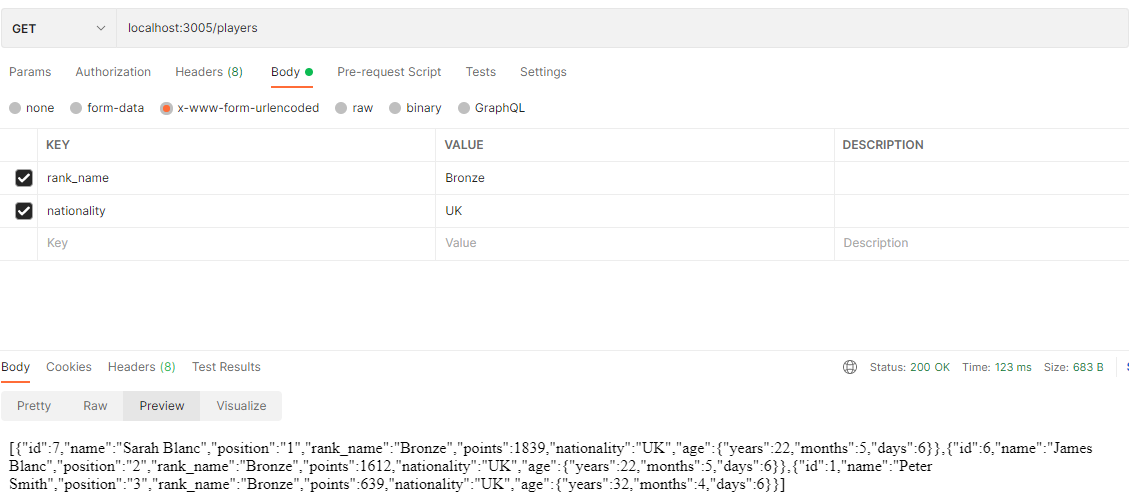 GET localhost:3005/players
Params Authorization Headers (8) Body Pre-request Script Tests Settings
none form-data x-www-form-urlencoded raw binary GraphQL
KEY VALUE DESCRIPTION
rank_name Bronze
nationality UK
Key Value Description
Body Cookies Headers (8) Test Results Status: 200 OK Time: 123 ms Size: 683 B
Pretty Raw Preview Visualize
[{"id":7,"name":"Sarah Blanc","position":"1","rank_name":"Bronze","points":1839,"nationality":"UK","age":{"years":22,"months":5,"days":6}},{"id":6,"name":"James
Blanc","position":"2","rank_name":"Bronze","points":1612,"nationality":"UK","age":{"years":22,"months":5,"days":6}},{"id":1,"name":"Peter
Smith","position":"3","rank_name":"Bronze","points":639,"nationality":"UK","age":{"years":32,"months":4,"days":6}}]